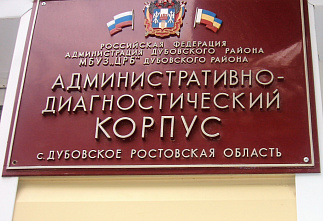 РОССИЙСКАЯ ФЕДЕРАЦИЯ
АДМИНИСТРАЦИЯ "ДУБОВСКОГО РАЙОНА
МБУЗ„ЦРБ" ДУБОВСКОГО РАЙОНА
АДМИНИСТРАТИВНО-
ДИАГНОСТИЧЕСКИЙ
КОРПУС
с.ДУБОВСКОЕ РОСТОВСКАЯ ОБЛАСТЬ